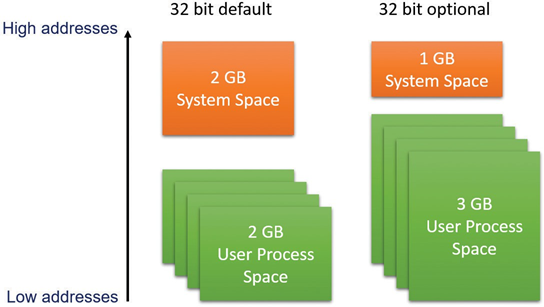 32 bit default
32 bit optional
High addresses
2 GB
System Space
1 GB
System Space
2 GB
User Process
Space
3 GB
User Process
Space
Low addresses